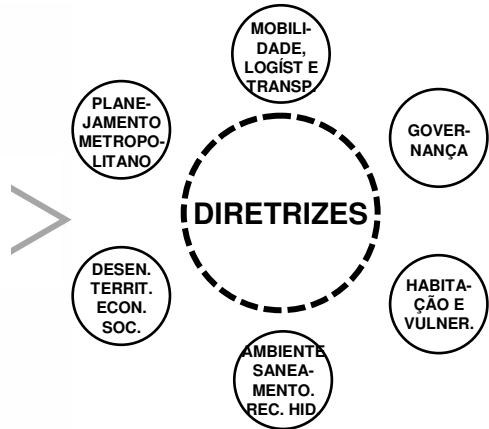 MOBILI-
DADE,
LOGÍST E
TRANSP.
PLANE-
JAMENTO
METROPO-
LITANO
GOVER-
NANÇA
DIRETRIZES
DESEN.
TERRIT.
ECON.
SOC.
HABITA-
ÇÃO E
VULNER.
AMBIENTE
SANEA-
MENTO.
REC. HID